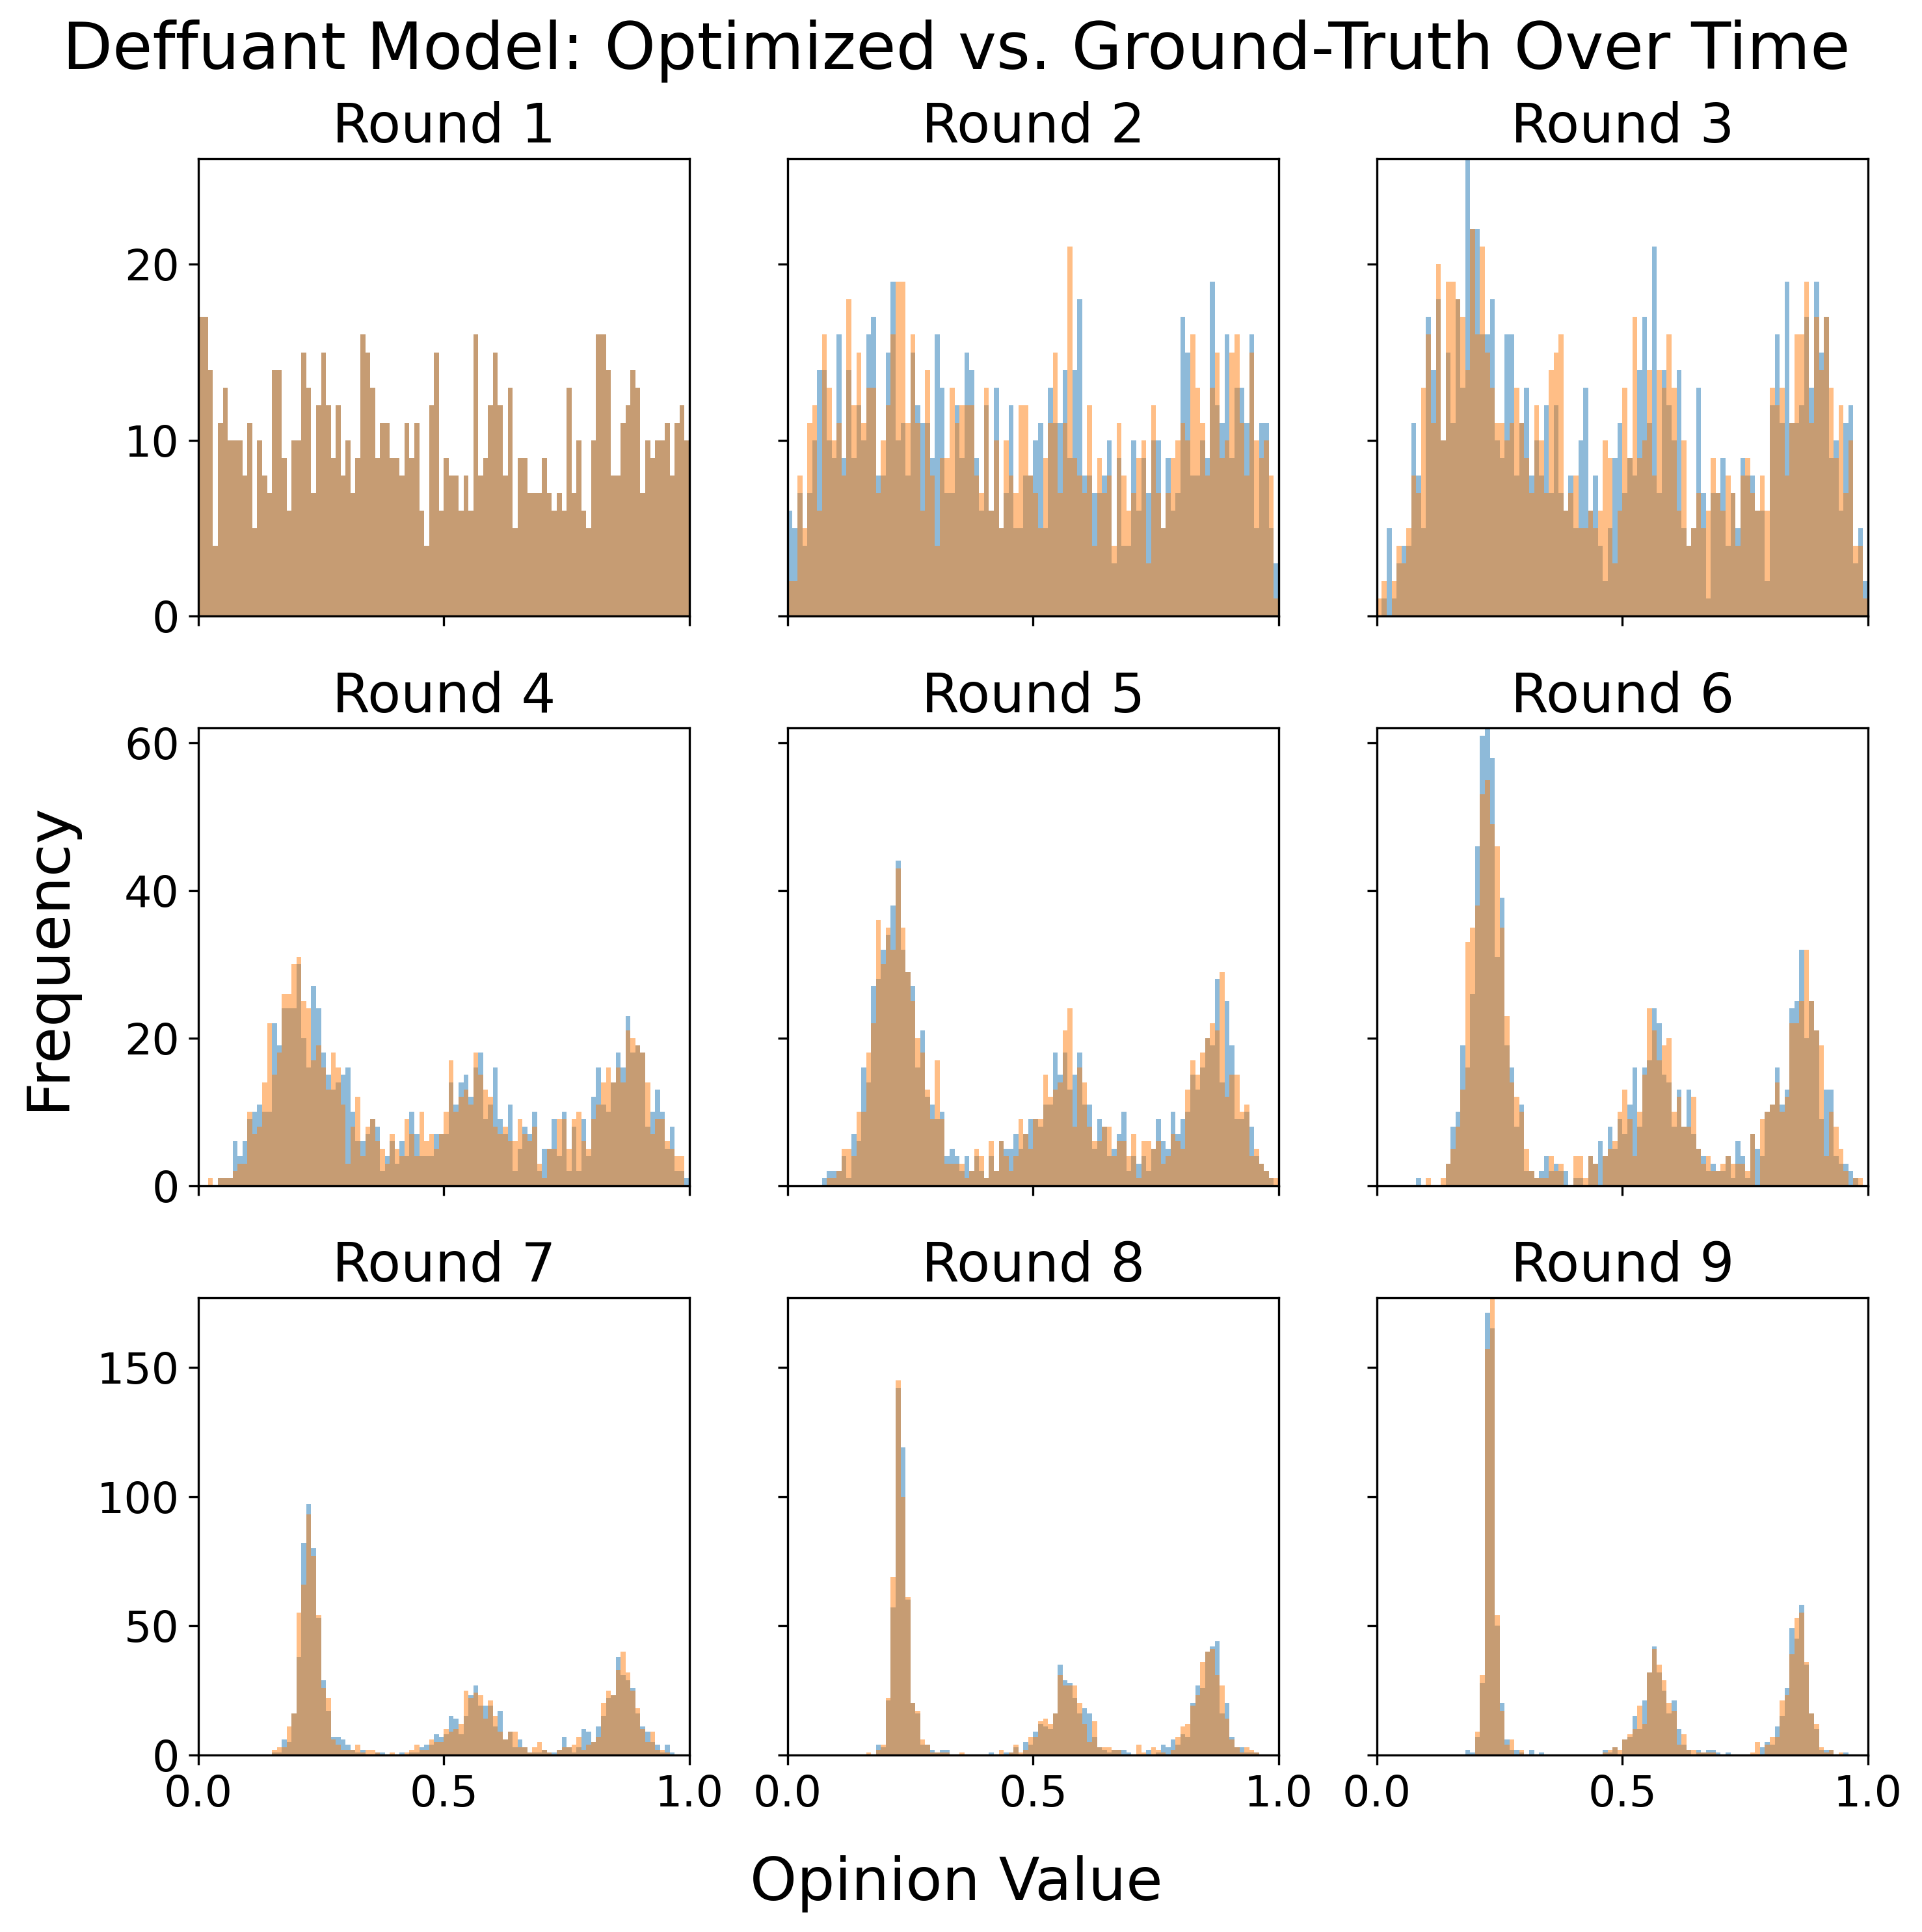 Deffuant Model: Optimized vs. Ground-Truth Over Time
Round 1
Round 2
Round 3
20
10
0
Round 4
Round 5
Round 6
60
40
20
0
Frequency
Round 7
Round 8
Round 9
150
100
50
0
0.0 0.5 1.0 0.0 0.5 1.0 0.0 0.5 1.0
Opinion Value